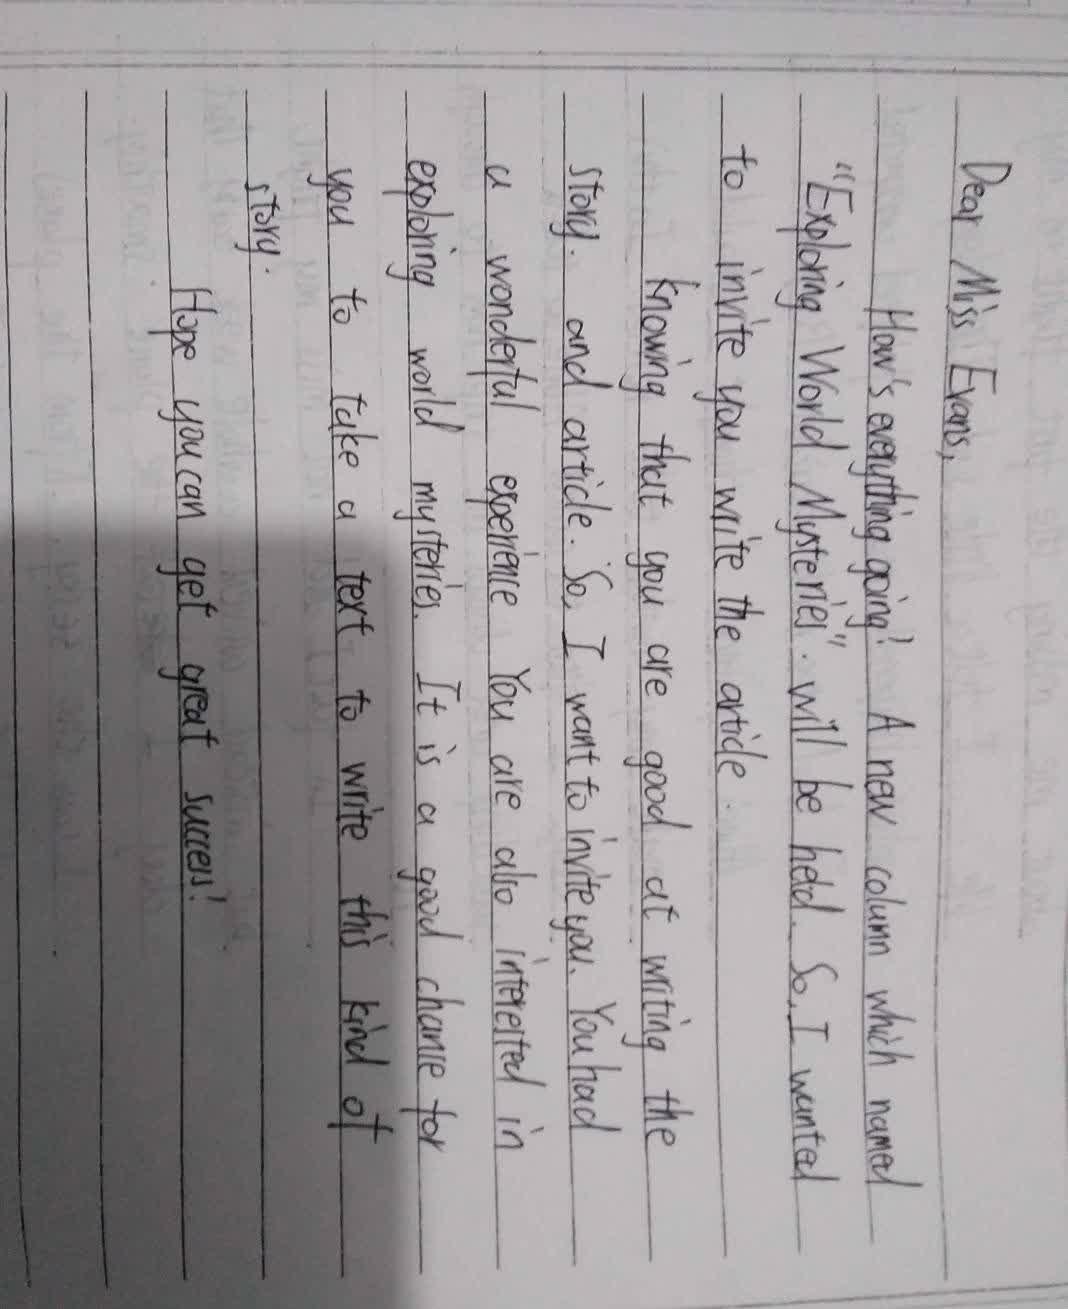 Dear Miss Evans,
How's everything going? A new column which named
"Exploring World Mysteries". will be held. So, I wanted
to invite you write the article.
Knowing that you are good at writing the
story. and article. So, I want to invite you. You had
a wonderful experience. You are also interested in
exploring world mysteries. It is a good chance for
you to take a text to write this kind of
story.
Hope you can get great success!